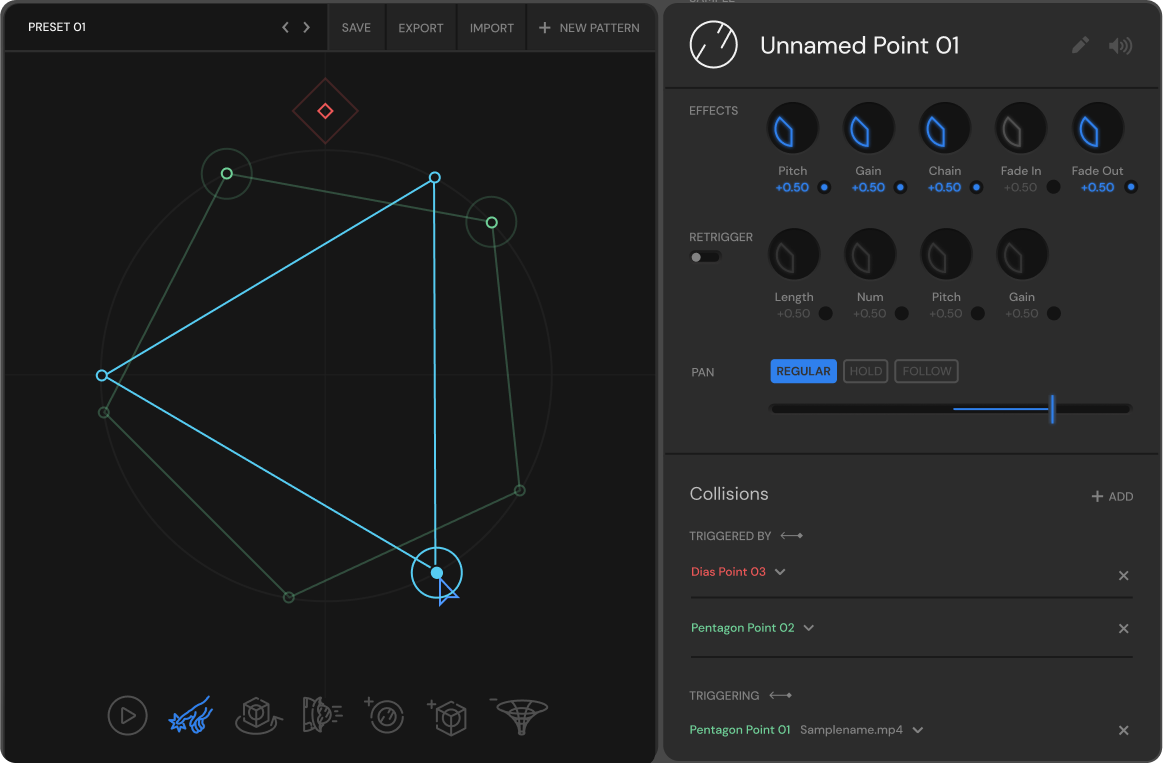 PRESET 01
SAVE
EXPORT
IMPORT
+ NEW PATTERN
SAMPLE
Unnamed Point 01
EFFECTS
Pitch Gain Chain Fade In Fade Out
+0.50 +0.50 +0.50 +0.50 +0.50
RETRIGGER
Length Num Pitch Gain
+0.50 +0.50 +0.50 +0.50
PAN REGULAR HOLD FOLLOW
Collisions + ADD
TRIGGERED BY
Dias Point 03
Pentagon Point 02
TRIGGERING
Pentagon Point 01 Samplename.mp4